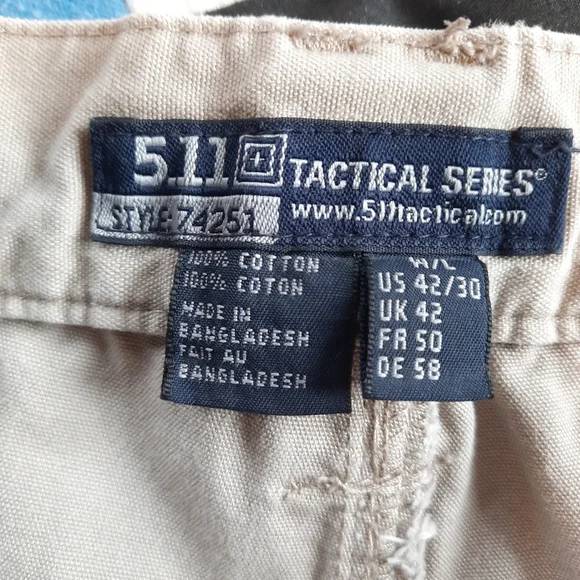 5.11 TACTICAL SERIES®
STYLE: 74251
www.511tactical.com
100% COTTON
100% COTON
MADE IN
BANGLADESH
FAIT AU
BANGLADESH
W/L
US 42/30
UK 42
FR 50
DE 58